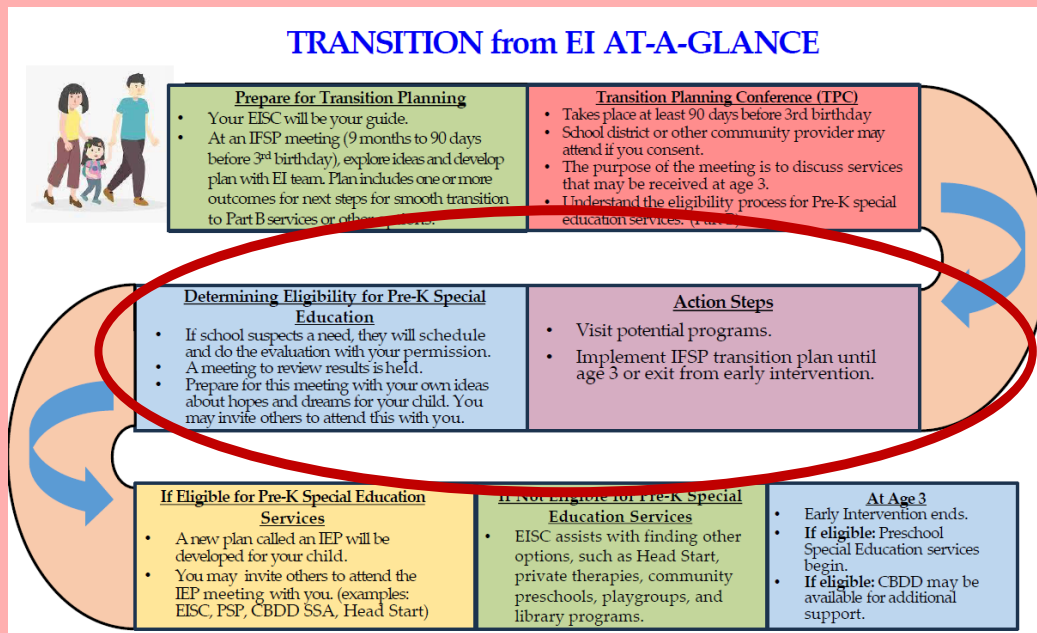 TRANSITION from EI AT-A-GLANCE
Prepare for Transition Planning
• Your EISC will be your guide.
• At an IFSP meeting (9 months to 90 days
before 3rd birthday), explore ideas and develop
plan with EI team. Plan includes one or more
outcomes for next steps for smooth transition
to Part B services or other
Transition Planning Conference (TPC)
• Takes place at least 90 days before 3rd birthday
• School district or other community provider may
attend if you consent.
• The purpose of the meeting is to discuss services
that may be received at age 3.
• Understand the eligibility process for Pre-K special
education services.
Determining Eligibility for Pre-K Special
Education
• If school suspects a need, they will schedule
and do the evaluation with your permission.
• A meeting to review results is held.
• Prepare for this meeting with your own ideas
about hopes and dreams for your child. You
may invite others to attend this with you.
Action Steps
• Visit potential programs.
• Implement IFSP transition plan until
age 3 or exit from early intervention.
If Eligible for Pre-K Special Education
Services
• A new plan called an IEP will be
developed for your child.
• You may invite others to attend the
IEP meeting with you. (examples:
EISC, PSP, CBDD SSA, Head Start)
If Not Eligible for Pre-K Special
Education Services
• EISC assists with finding other
options, such as Head Start,
private therapies, community
preschools, playgroups, and
library programs.
At Age 3
• Early Intervention ends.
• If eligible: Preschool
Special Education services
begin.
• If eligible: CBDD may be
available for additional
support.